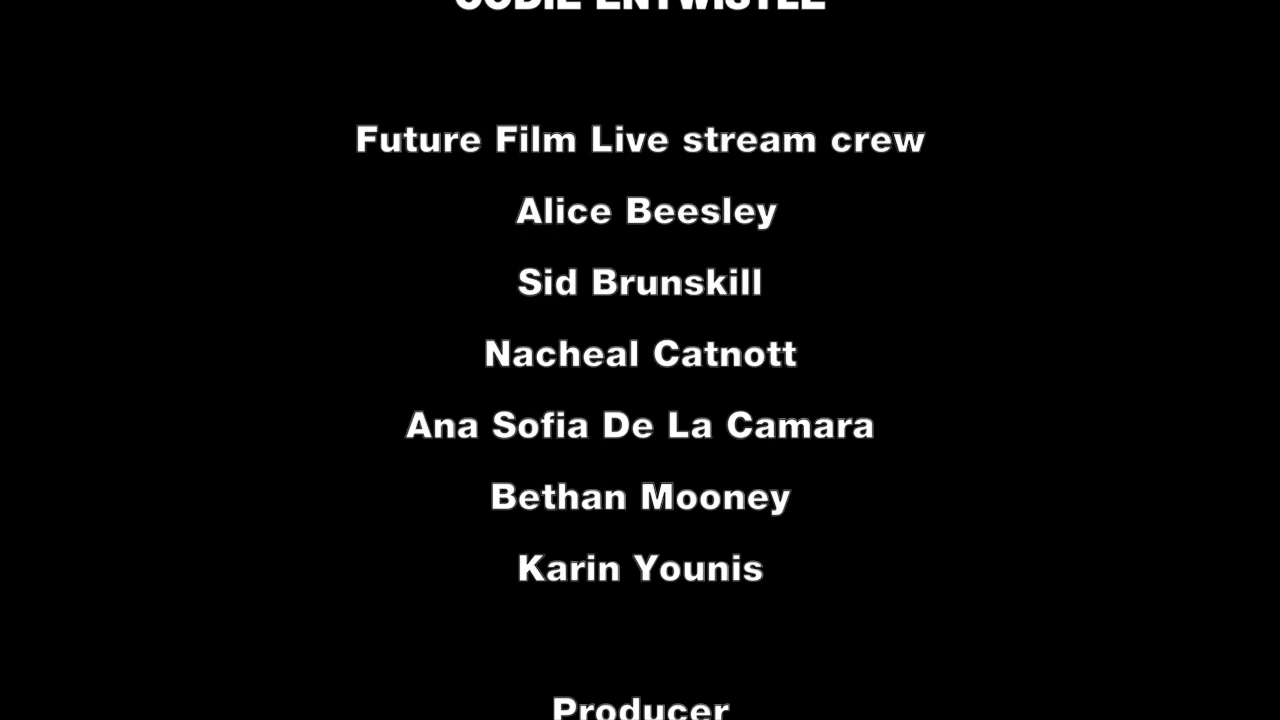 ENTWISTLE
Future Film Live stream crew
Alice Beesley
Sid Brunskill
Nacheal Catnott
Ana Sofia De La Camara
Bethan Mooney
Karin Younis
Producer